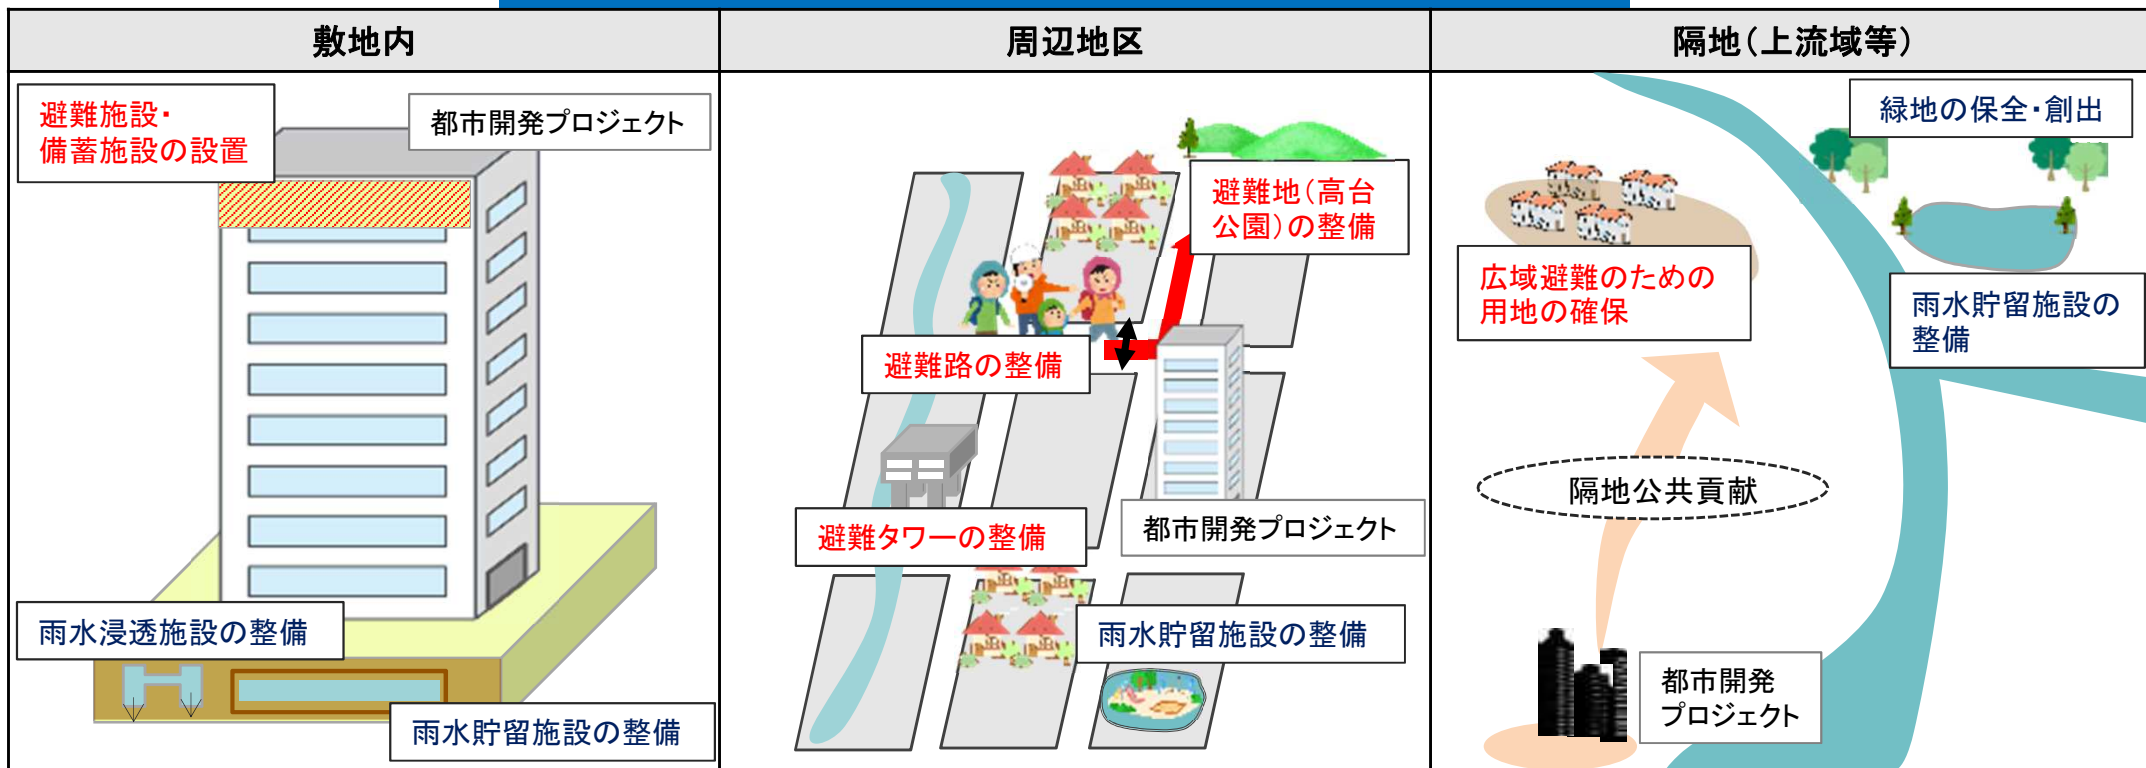 敷地内
周辺地区
隔地（上流域等）
避難施設・
備蓄施設の設置
都市開発プロジェクト
雨水浸透施設の整備
雨水貯留施設の整備
避難地（高台
公園）の整備
避難路の整備
避難タワーの整備
都市開発プロジェクト
雨水貯留施設の整備
緑地の保全・創出
広域避難のための
用地の確保
雨水貯留施設の
整備
隔地公共貢献
都市開発
プロジェクト